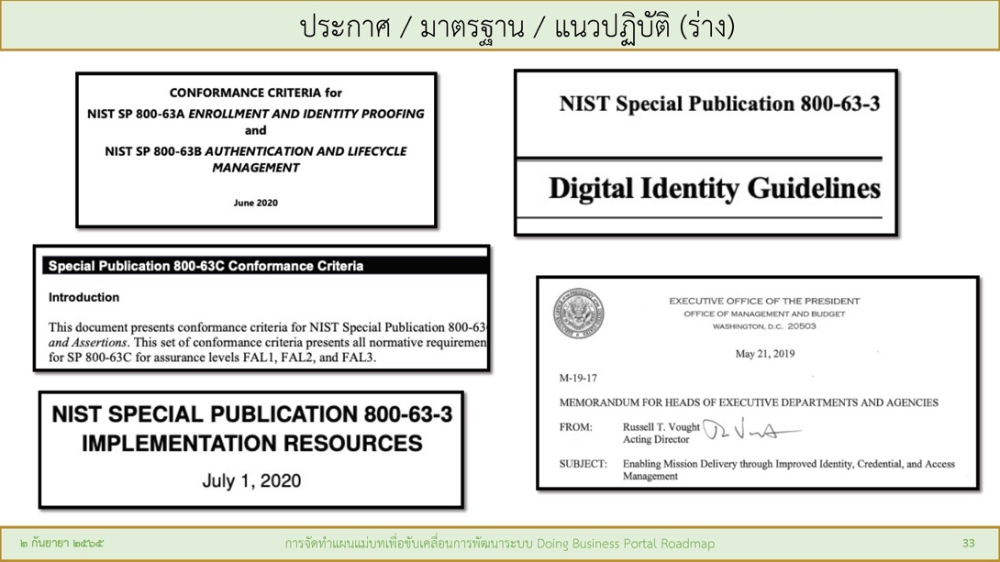 ประกาศ / มาตรฐาน / แนวปฏิบัติ (ร่าง)
CONFORMANCE CRITERIA for
NIST SP 800-63A ENROLLMENT AND IDENTITY PROOFING
and
NIST SP 800-63B AUTHENTICATION AND LIFECYCLE
MANAGEMENT
June 2020
NIST Special Publication 800-63-3
Digital Identity Guidelines
Special Publication 800-63C Conformance Criteria
Introduction
This document presents conformance criteria for NIST Special Publication 800-63
and Assertions. This set of conformance criteria presents all normative requiremen
for SP 800-63C for assurance levels FAL1, FAL2, and FAL3.
NIST SPECIAL PUBLICATION 800-63-3
IMPLEMENTATION RESOURCES
July 1, 2020
EXECUTIVE OFFICE OF THE PRESIDENT
OFFICE OF MANAGEMENT AND BUDGET
WASHINGTON, D.C. 20503
May 21, 2019
M-19-17
MEMORANDUM FOR HEADS OF EXECUTIVE DEPARTMENTS AND AGENCIES
FROM: Russell T. Vought
Acting Director
SUBJECT: Enabling Mission Delivery through Improved Identity, Credential, and Access
Management
๒ กันยายา ๒๕๖๕
การจัดทำแผนแม่บทเพื่อขับเคลื่อนการพัฒนาระบบ Doing Business Portal Roadmap
33